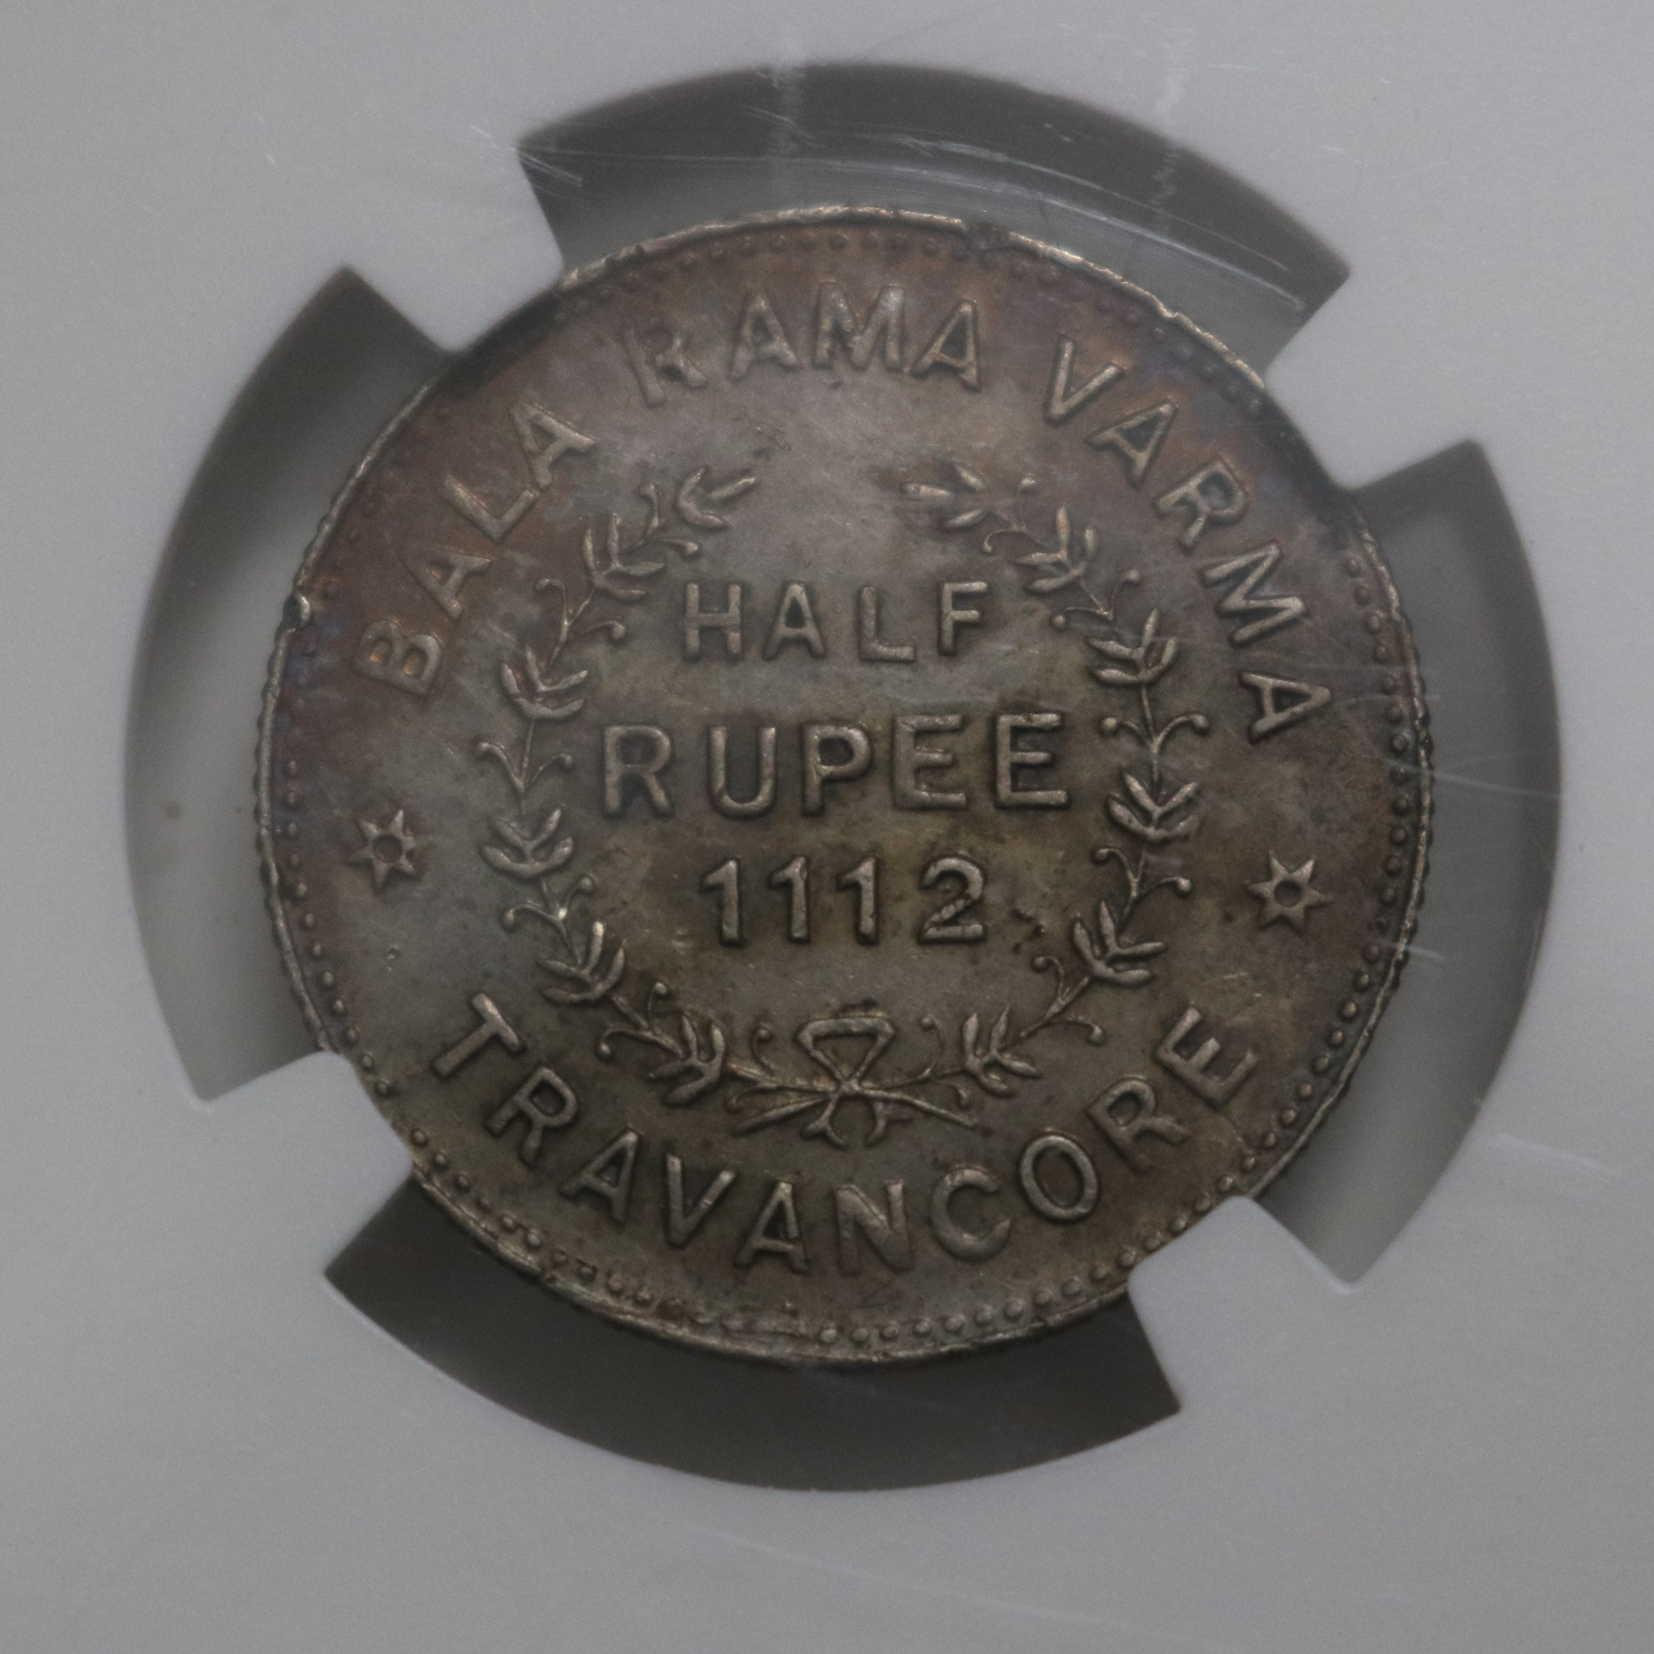 BALA RAMA VARMA
HALF
RUPEE
1112
TRAVANCORE